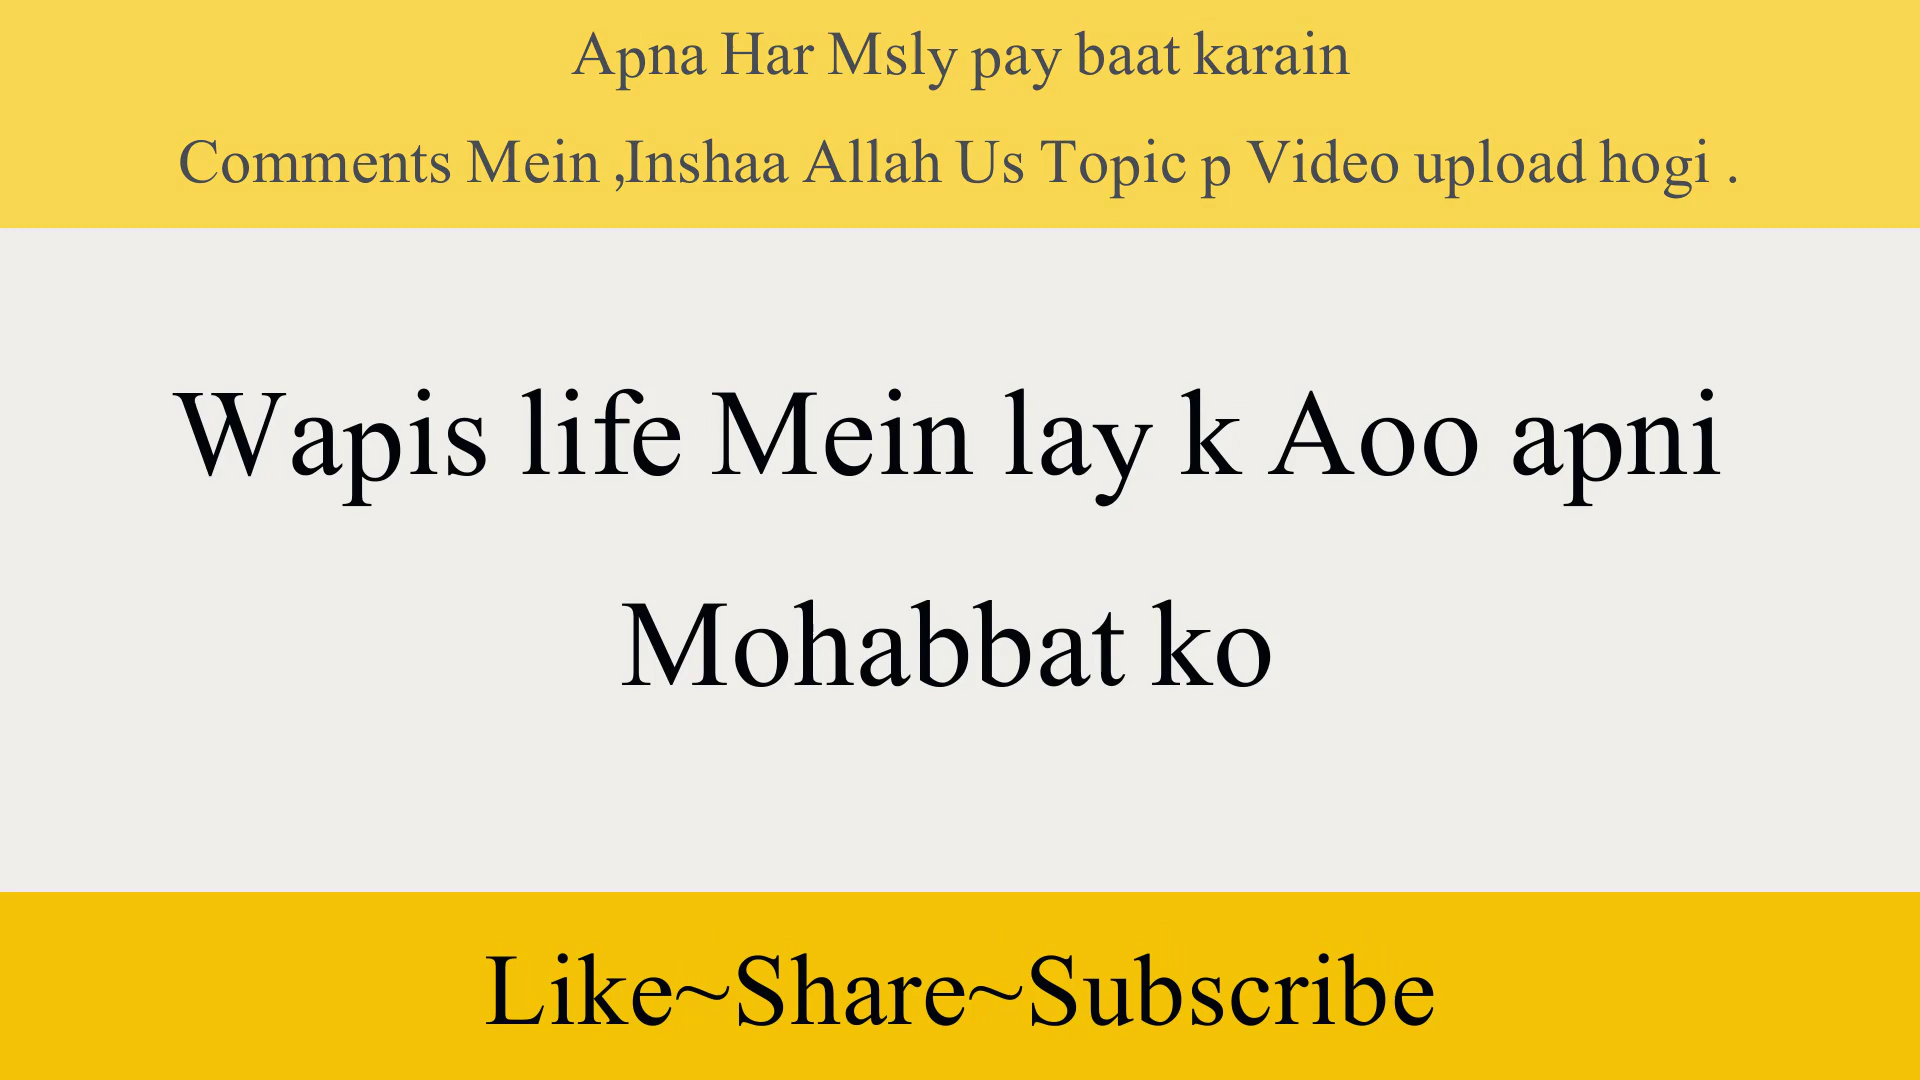 Apna Har Msly pay baat karain
Comments Mein ,Inshaa Allah Us Topic p Video upload hogi .
Wapis life Mein lay k Aoo apni
Mohabbat ko
Like~Share~Subscribe